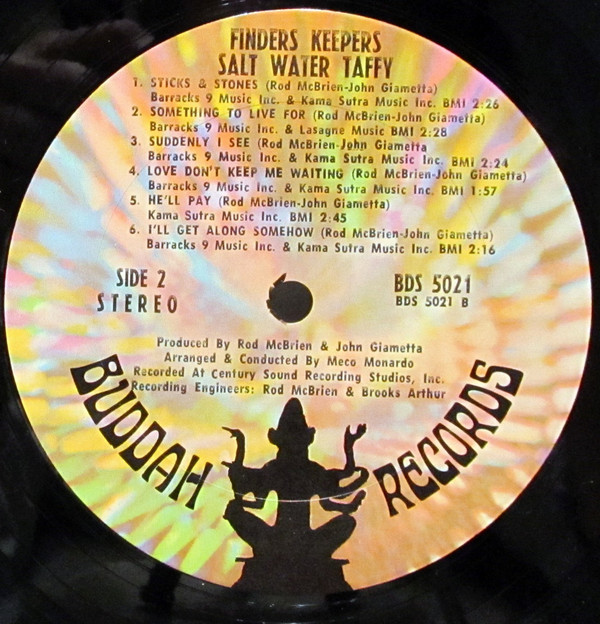 FINDERS KEEPERS
SALT WATER TAFFY
1. STICKS & STONES (Rod McBrien-John Giametta)
Barracks 9 Music Inc. & Kama Sutra Music Inc. BMI 2:26
2. SOMETHING TO LIVE FOR (Rod McBrien-John Giametta)
Barracks 9 Music Inc. & Lasagne Music BMI 2:28
3. SUDDENLY I SEE (Rod McBrien-John Giametta
Barracks 9 Music Inc. & Kama Sutra Music Inc. BMI 2:24
4. LOVE DON'T KEEP ME WAITING (Rod McBrien-John Giametta)
Barracks 9 Music Inc. & Kama Sutra Music Inc. BMI 1:57
5. HE'LL PAY (Rod McBrien-John Giametta)
Kama Sutra Music Inc. BMI 2:45
6. I'LL GET ALONG SOMEHOW (Rod McBrien-John Giametta)
Barracks 9 Music Inc. & Kama Sutra Music Inc. BMI 2:16
SIDE 2
STEREO
BDS 5021
BDS 5021 B
Produced By Rod McBrien & John Giametta
Arranged & Conducted By Meco Monardo
Recorded At Century Sound Recording Studios, Inc.
Recording Engineers: Rod McBrien & Brooks Arthur
BUDDAH RECORDS